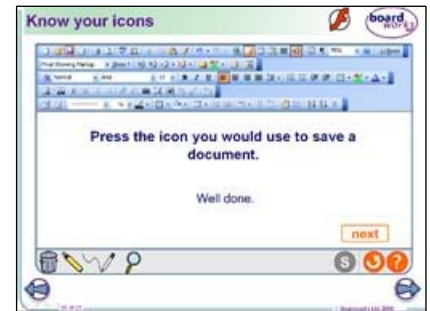 Know your icons
board
works
Final Showing Markup
Normal
Press the icon you would use to save a
document.
Well done.
next
S
?